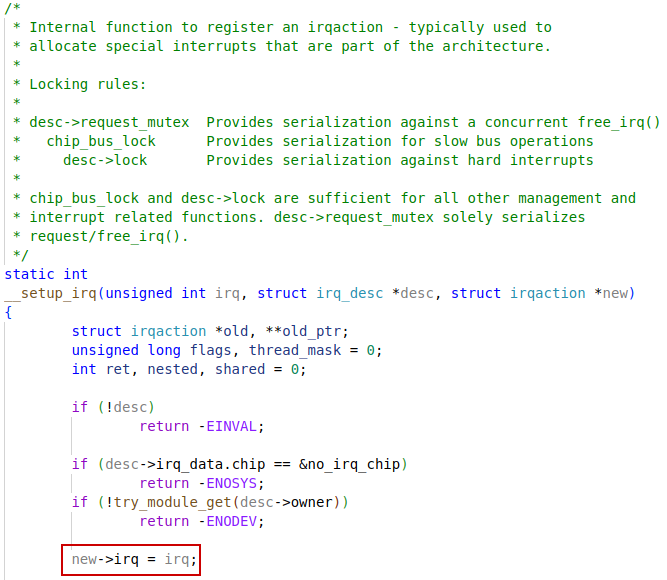 /*
 * Internal function to register an irqaction - typically used to
 * allocate special interrupts that are part of the architecture.
 *
 * Locking rules:
 *
 * desc->request_mutex  Provides serialization against a concurrent free_irq()
 *   chip_bus_lock      Provides serialization for slow bus operations
 *     desc->lock       Provides serialization against hard interrupts
 *
 * chip_bus_lock and desc->lock are sufficient for all other management and
 * interrupt related functions. desc->request_mutex solely serializes
 * request/free_irq().
 */
static int
__setup_irq(unsigned int irq, struct irq_desc *desc, struct irqaction *new)
{
        struct irqaction *old, **old_ptr;
        unsigned long flags, thread_mask = 0;
        int ret, nested, shared = 0;

        if (!desc)
                return -EINVAL;

        if (desc->irq_data.chip == &no_irq_chip)
                return -ENOSYS;
        if (!try_module_get(desc->owner))
                return -ENODEV;

        new->irq = irq;